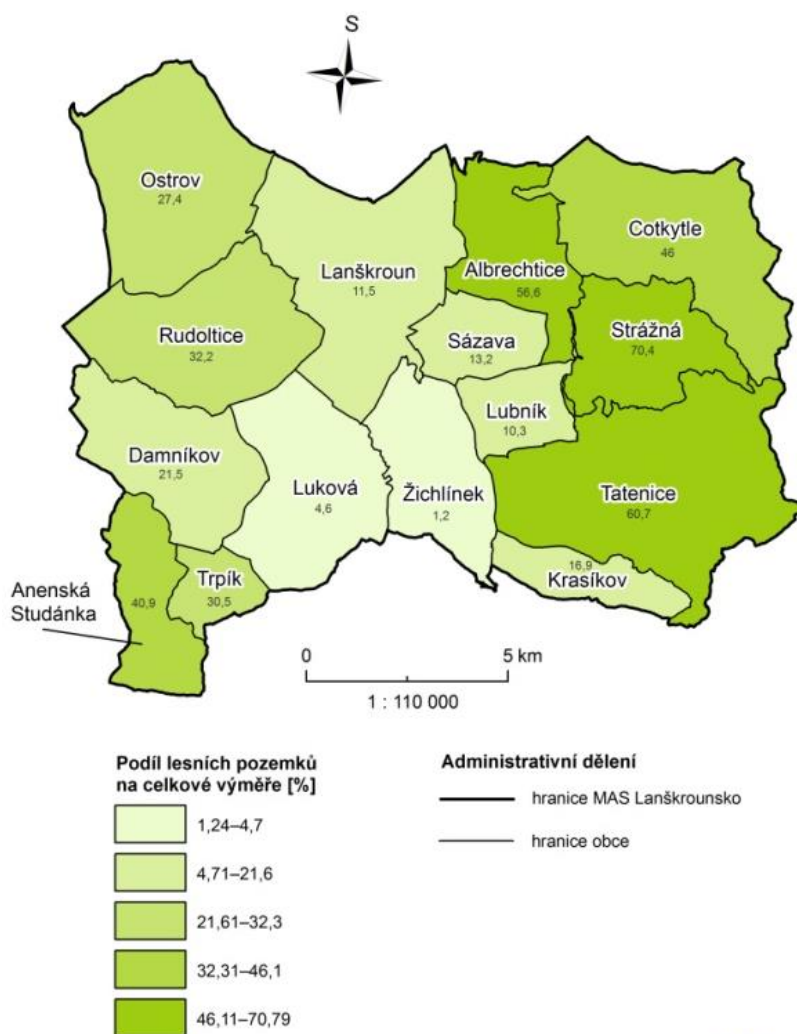 S
Ostrov
27,4
Lanškroun
11,5
Albrechtice
56,6
Cotkytle
46
Rudoltice
32,2
Sázava
13,2
Strážná
70,4
Lubník
10,3
Damníkov
21,5
Luková
4,6
Žichlínek
1,2
Tatenice
60,7
16,9
Krasíkov
Trpík
30,5
Anenská
Studánka
40,9
0 5 km
1 : 110 000
Podíl lesních pozemků
na celkové výměře [%]
1,24–4,7
4,71–21,6
21,61–32,3
32,31–46,1
46,11–70,79
Administrativní dělení
hranice MAS Lanškrounsko
hranice obce